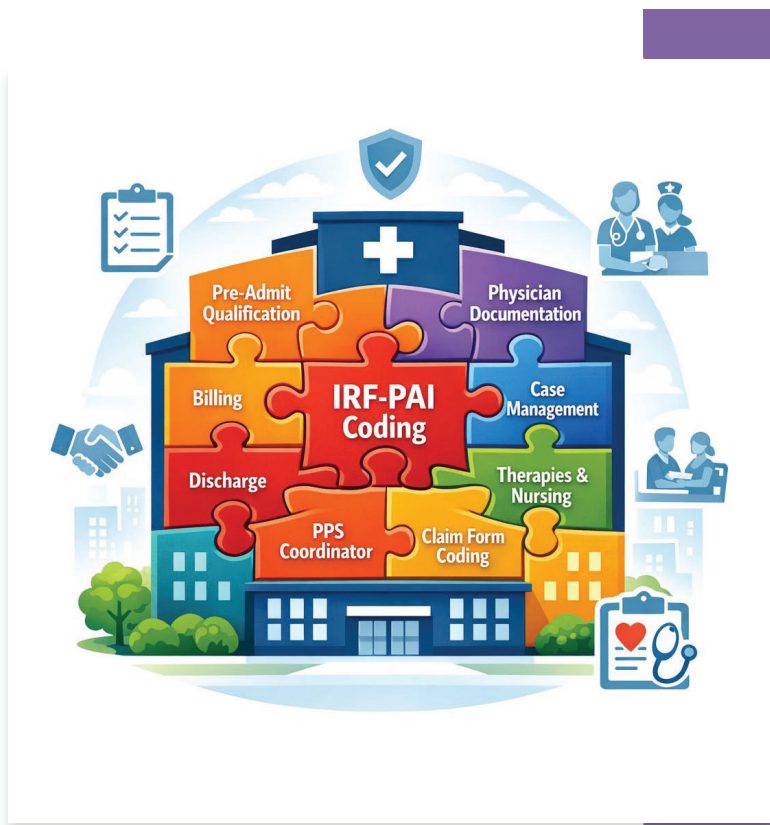 Pre-Admit
Qualification
Physician
Documentation
Billing
IRF-PAI
Coding
Case
Management
Discharge
Therapies &
Nursing
PPS
Coordinator
Claim Form
Coding